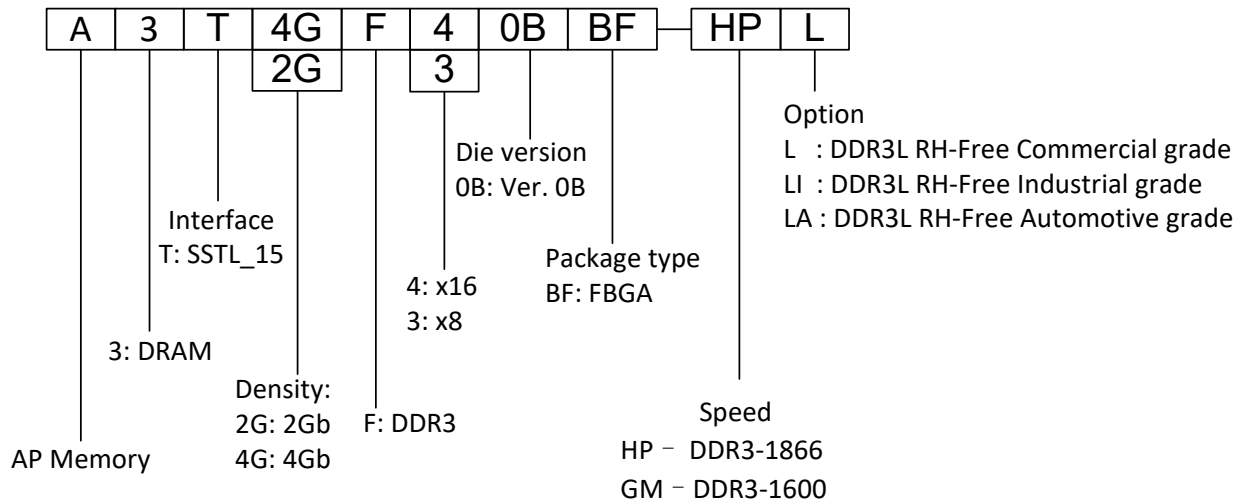 A 3 T 4G F 4 0B BF HP L
2G 3
Option
L : DDR3L RH-Free Commercial grade
LI : DDR3L RH-Free Industrial grade
LA : DDR3L RH-Free Automotive grade
Die version
0B: Ver. 0B
Interface
T: SSTL_15
Package type
BF: FBGA
4: x16
3: x8
3: DRAM
Density:
2G: 2Gb
4G: 4Gb
F: DDR3
Speed
HP – DDR3-1866
GM – DDR3-1600
AP Memory